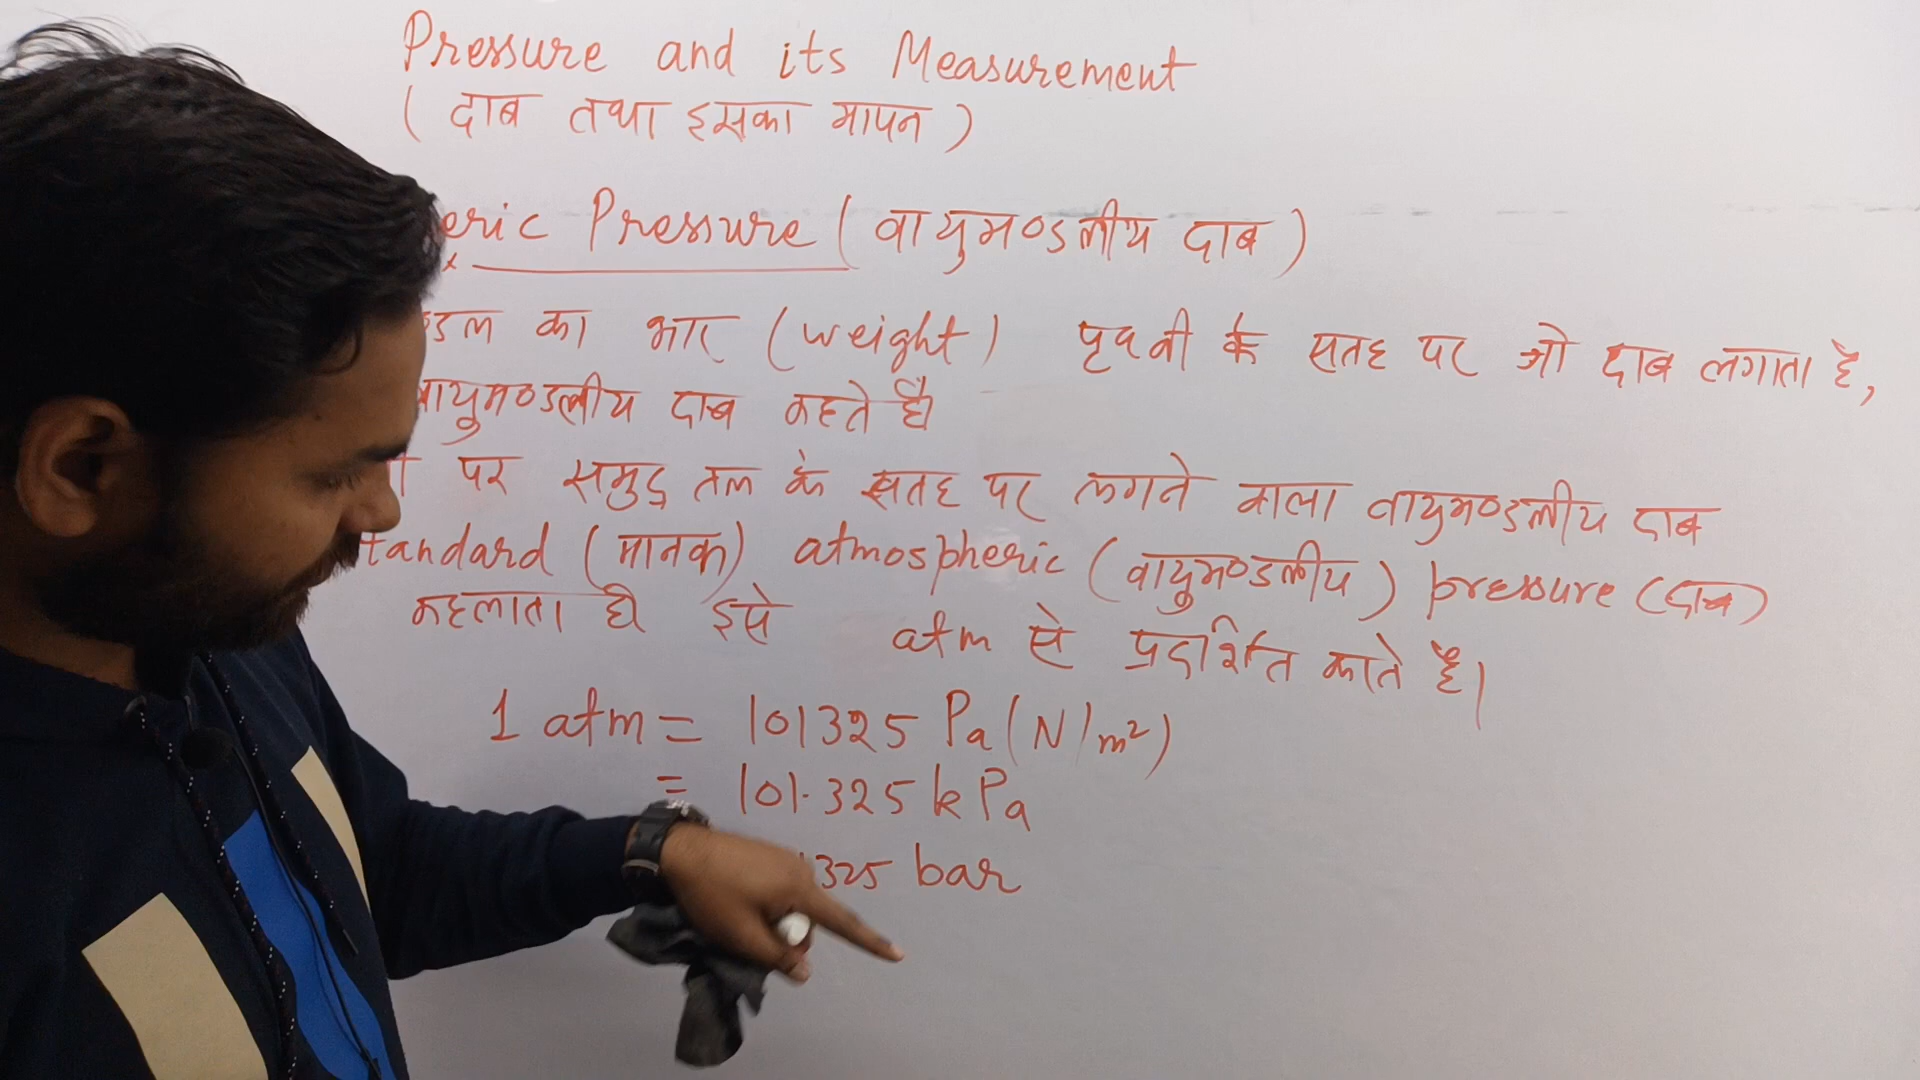 Pressure and its Measurement
( दाब तथा इसका मापन )
eric Pressure ( वायुमण्डलीय दाब )
का भार (weight) पृथ्वी के सतह पर जो दाब लगाता है,
वायुमण्डलीय दाब कहते है
पर समुद्र तल के सतह पर लगने वाला वायुमण्डलीय दाब
tandard (मानक) atmospheric (वायुमण्डलीय) pressure (दाब)
कहलाता है इसे atm से प्रदर्शित करते है।
1 atm = 101325 Pa (N/m²)
= 101.325 k Pa
325 bar